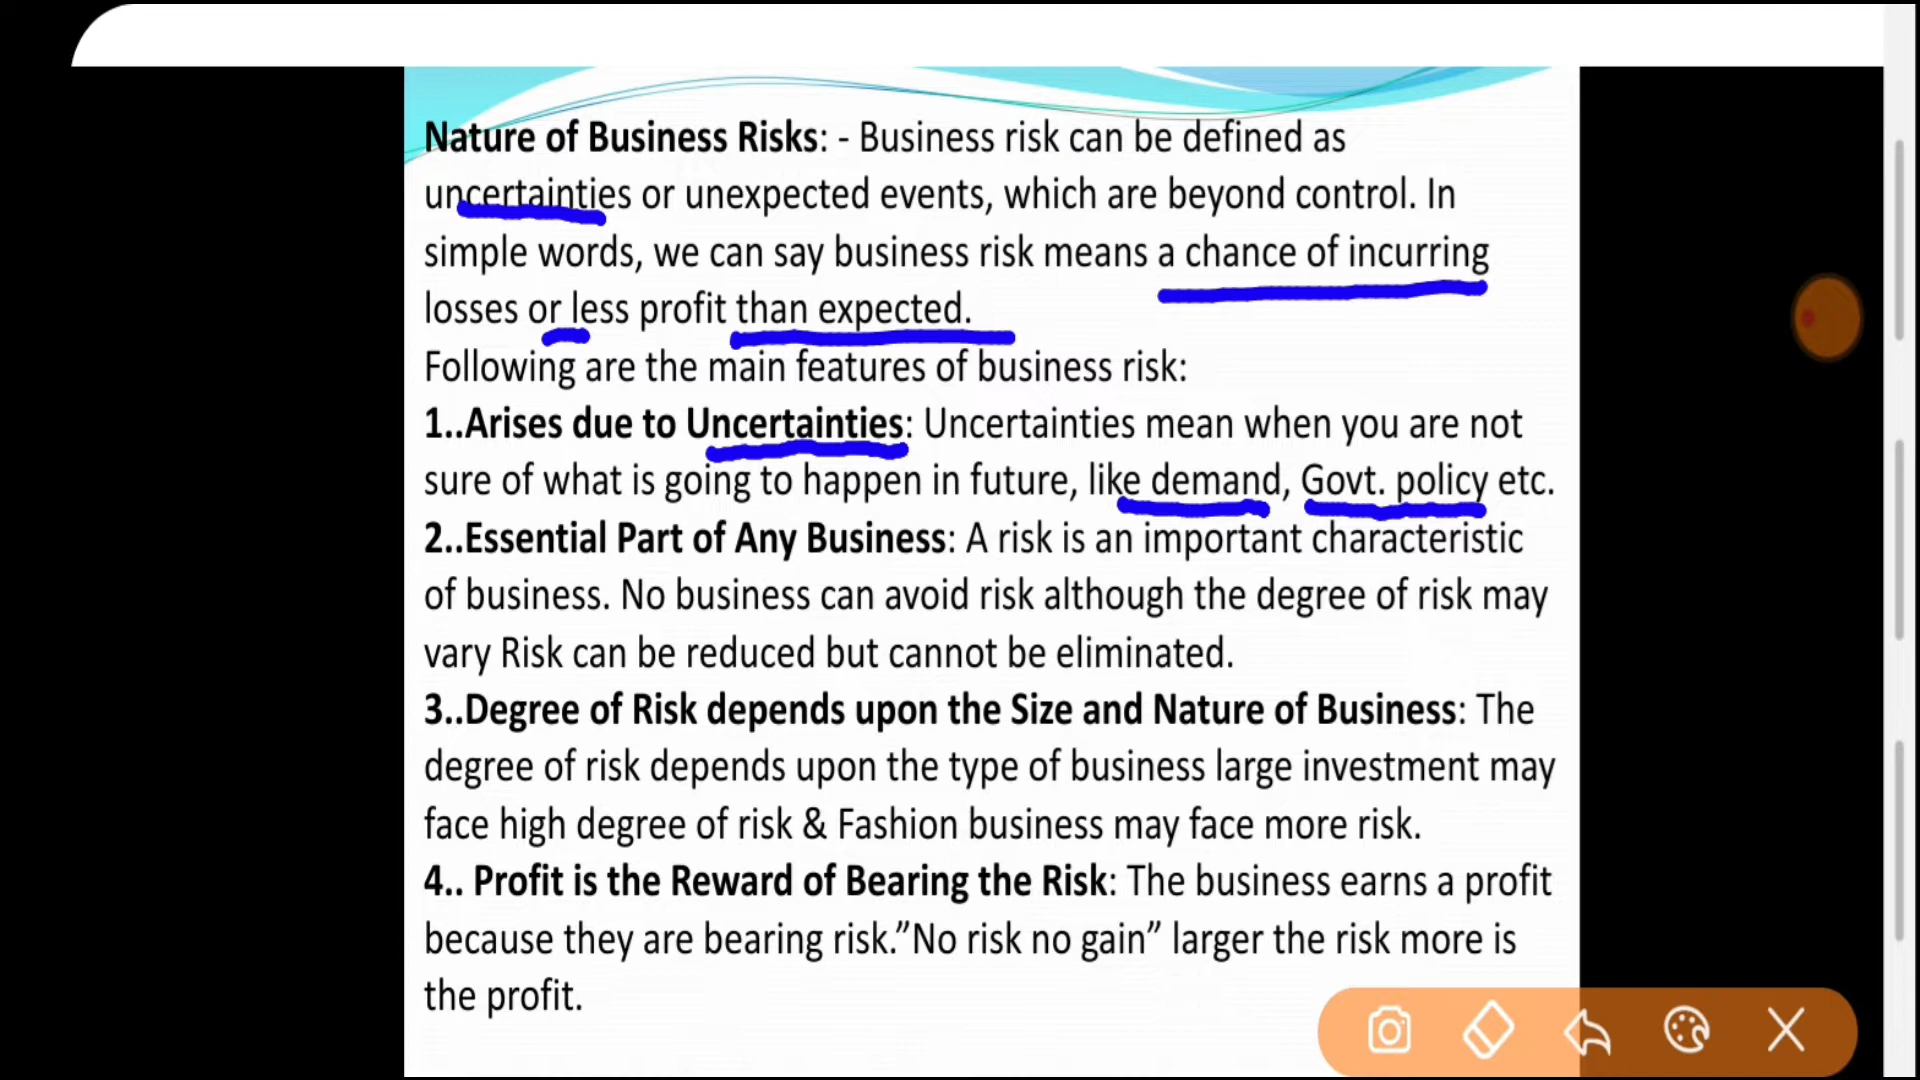 Nature of Business Risks: - Business risk can be defined as
uncertainties or unexpected events, which are beyond control. In
simple words, we can say business risk means a chance of incurring
losses or less profit than expected.
Following are the main features of business risk:
1..Arises due to Uncertainties: Uncertainties mean when you are not
sure of what is going to happen in future, like demand, Govt. policy etc.
2..Essential Part of Any Business: A risk is an important characteristic
of business. No business can avoid risk although the degree of risk may
vary Risk can be reduced but cannot be eliminated.
3..Degree of Risk depends upon the Size and Nature of Business: The
degree of risk depends upon the type of business large investment may
face high degree of risk & Fashion business may face more risk.
4.. Profit is the Reward of Bearing the Risk: The business earns a profit
because they are bearing risk.”No risk no gain” larger the risk more is
the profit.